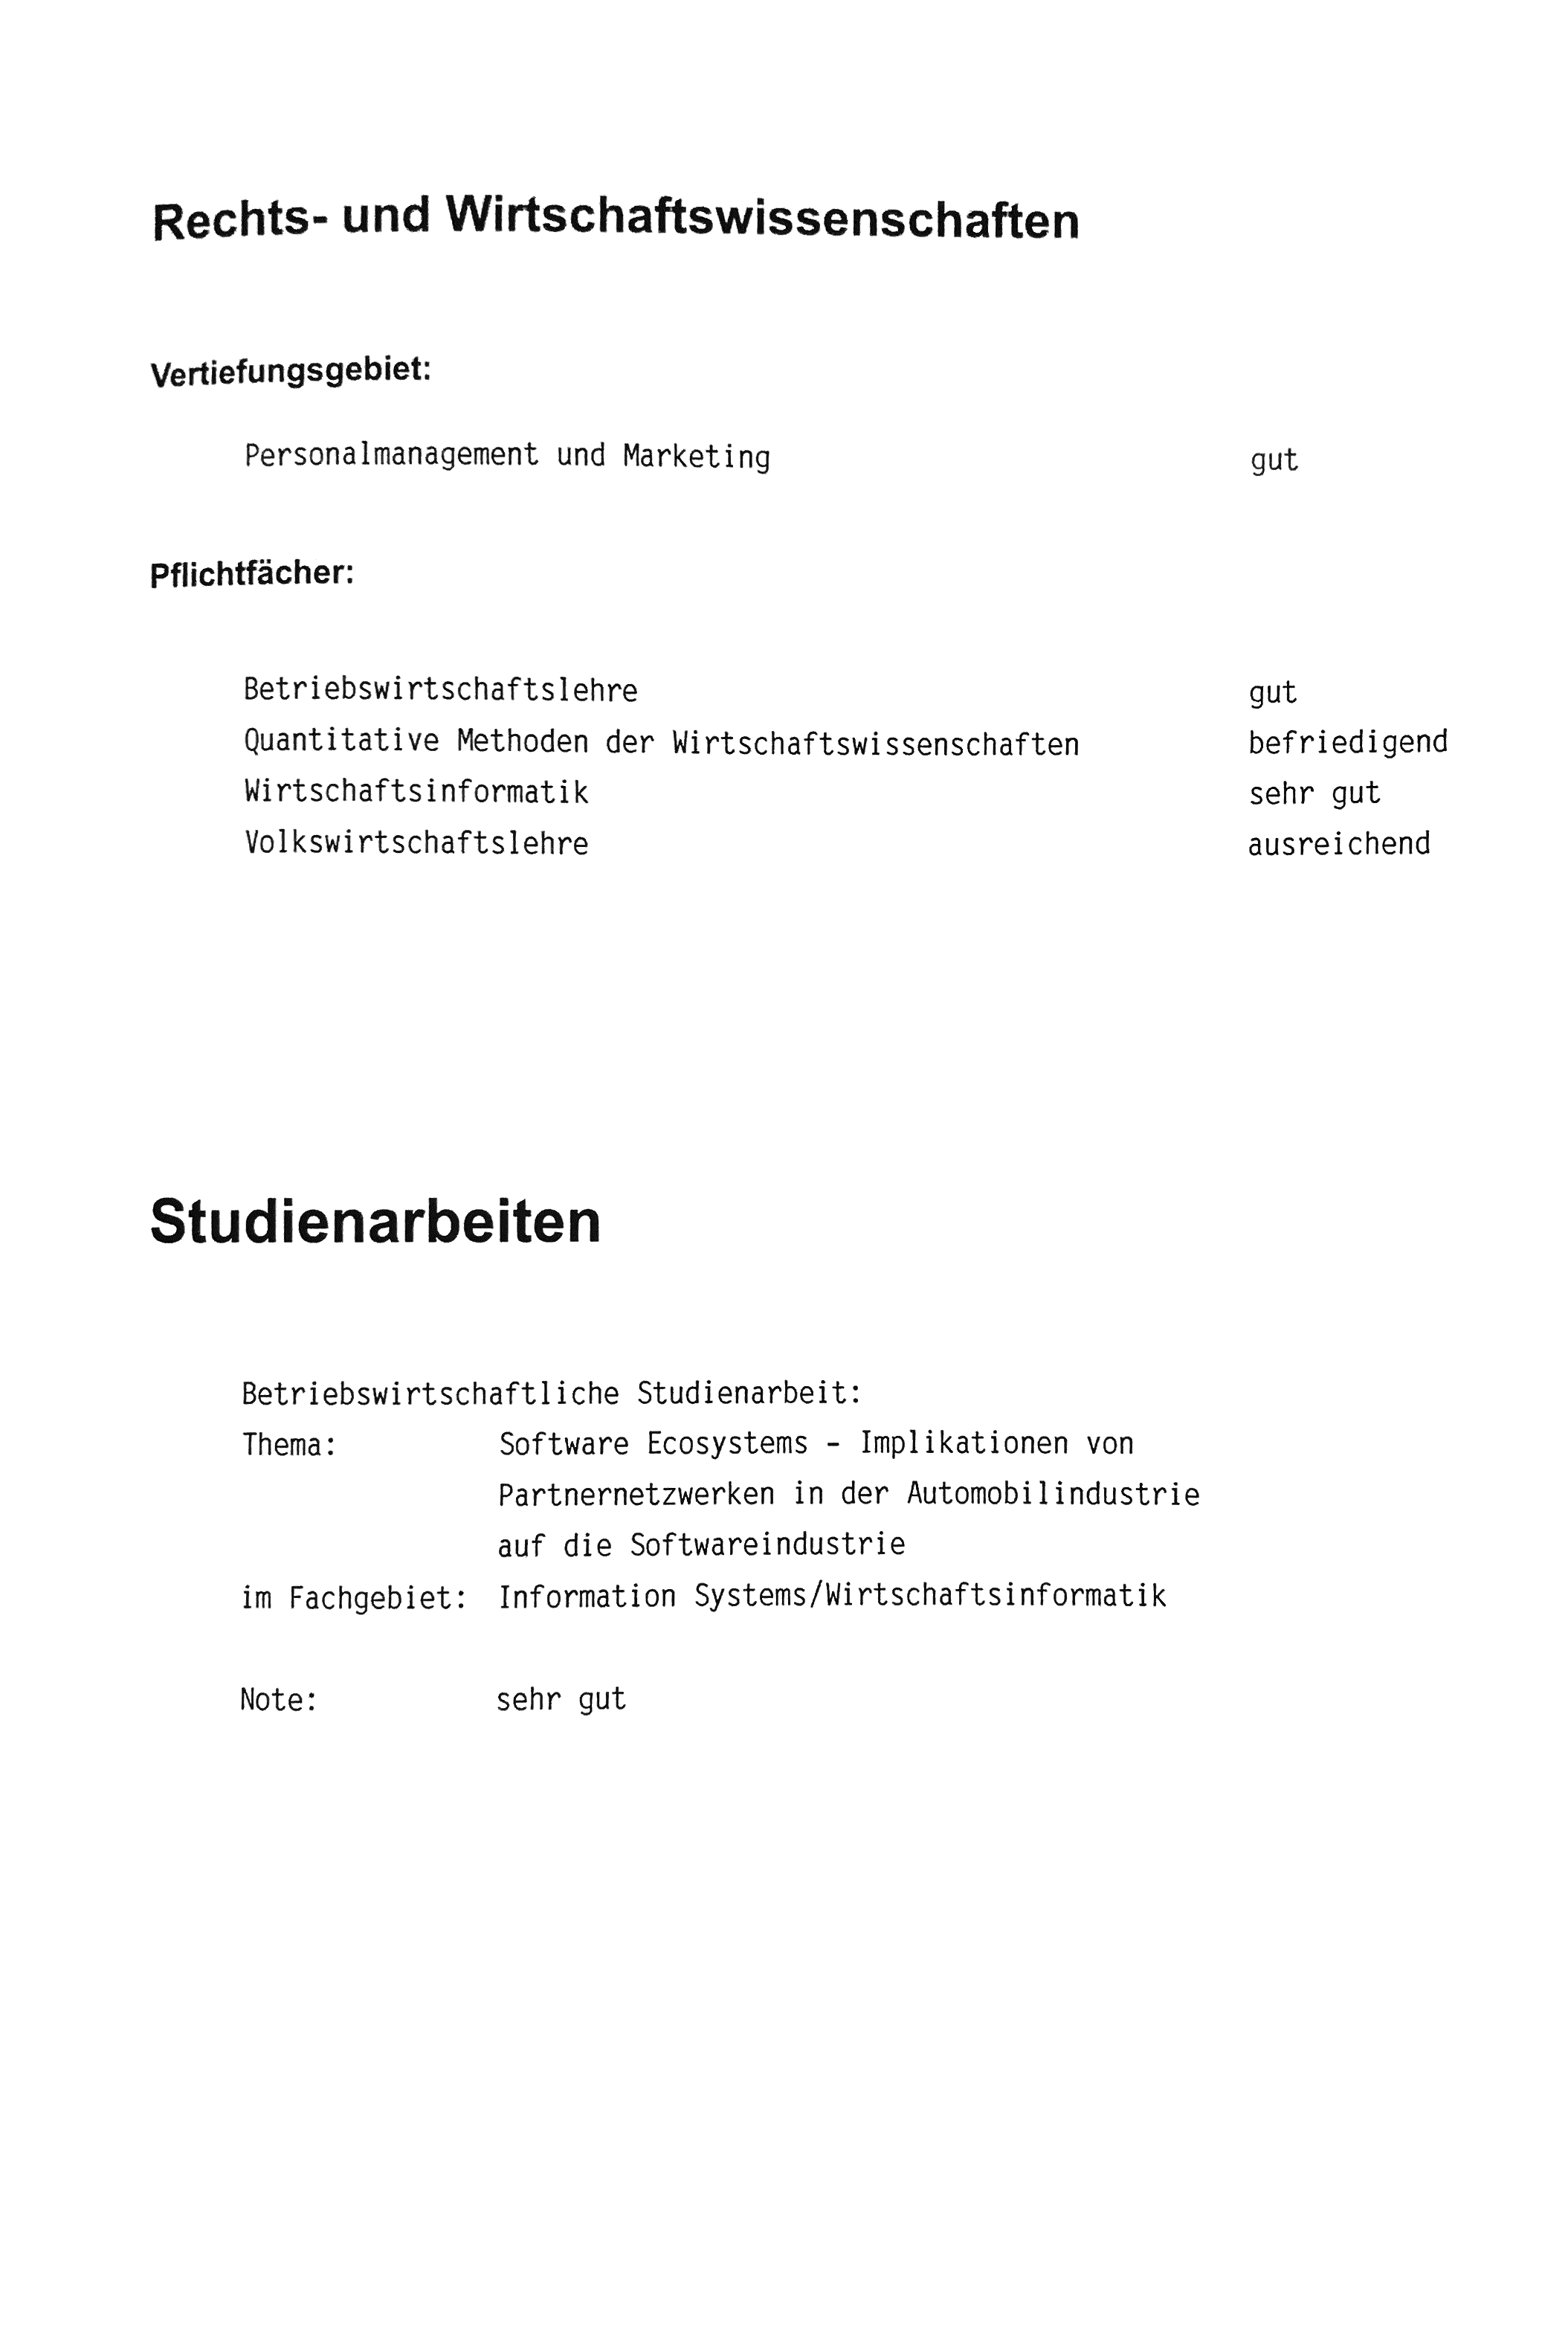 Rechts- und Wirtschaftswissenschaften
Vertiefungsgebiet:
Personalmanagement und Marketing gut
Pflichtfächer:
Betriebswirtschaftslehre gut
Quantitative Methoden der Wirtschaftswissenschaften befriedigend
Wirtschaftsinformatik sehr gut
Volkswirtschaftslehre ausreichend
Studienarbeiten
Betriebswirtschaftliche Studienarbeit:
Thema: Software Ecosystems - Implikationen von
Partnernetzwerken in der Automobilindustrie
auf die Softwareindustrie
im Fachgebiet: Information Systems/Wirtschaftsinformatik
Note: sehr gut